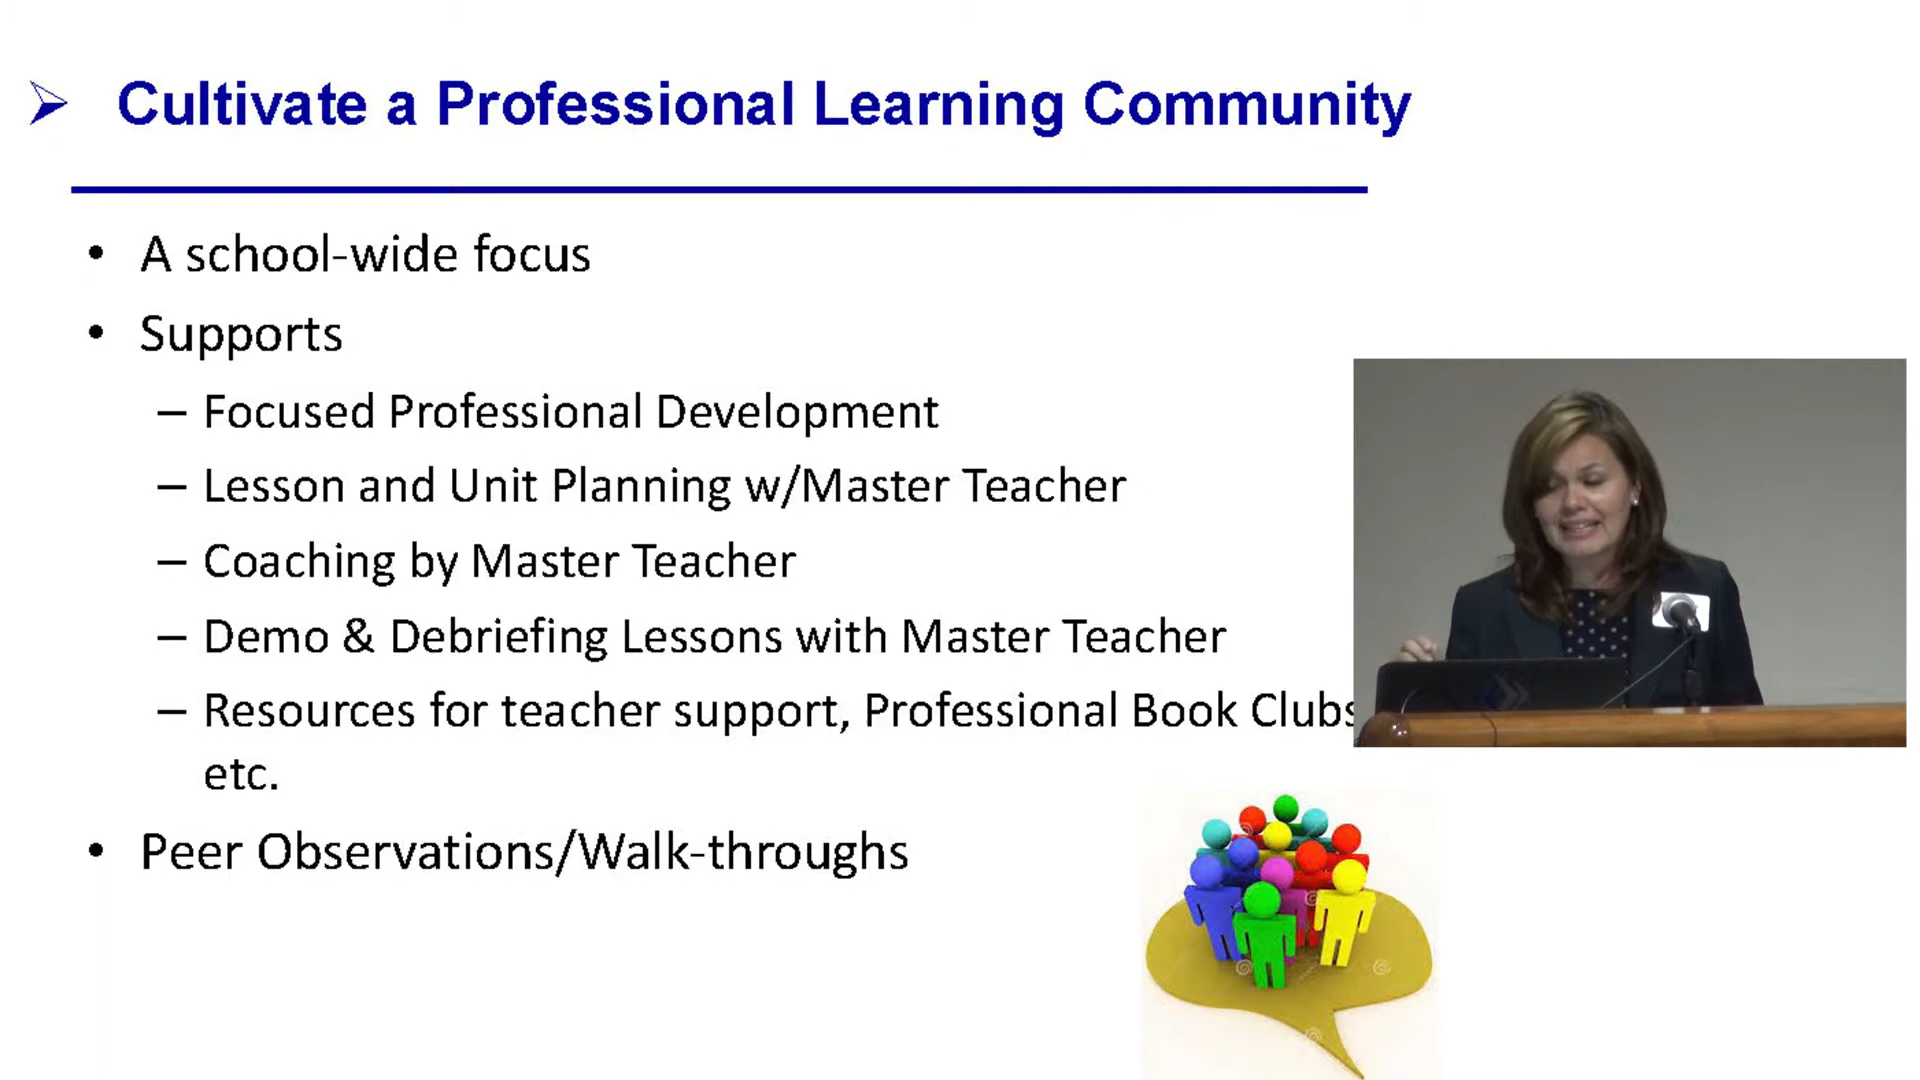 ➢ Cultivate a Professional Learning Community
• A school-wide focus
• Supports
– Focused Professional Development
– Lesson and Unit Planning w/Master Teacher
– Coaching by Master Teacher
– Demo & Debriefing Lessons with Master Teacher
– Resources for teacher support, Professional Book Clubs
etc.
• Peer Observations/Walk-throughs